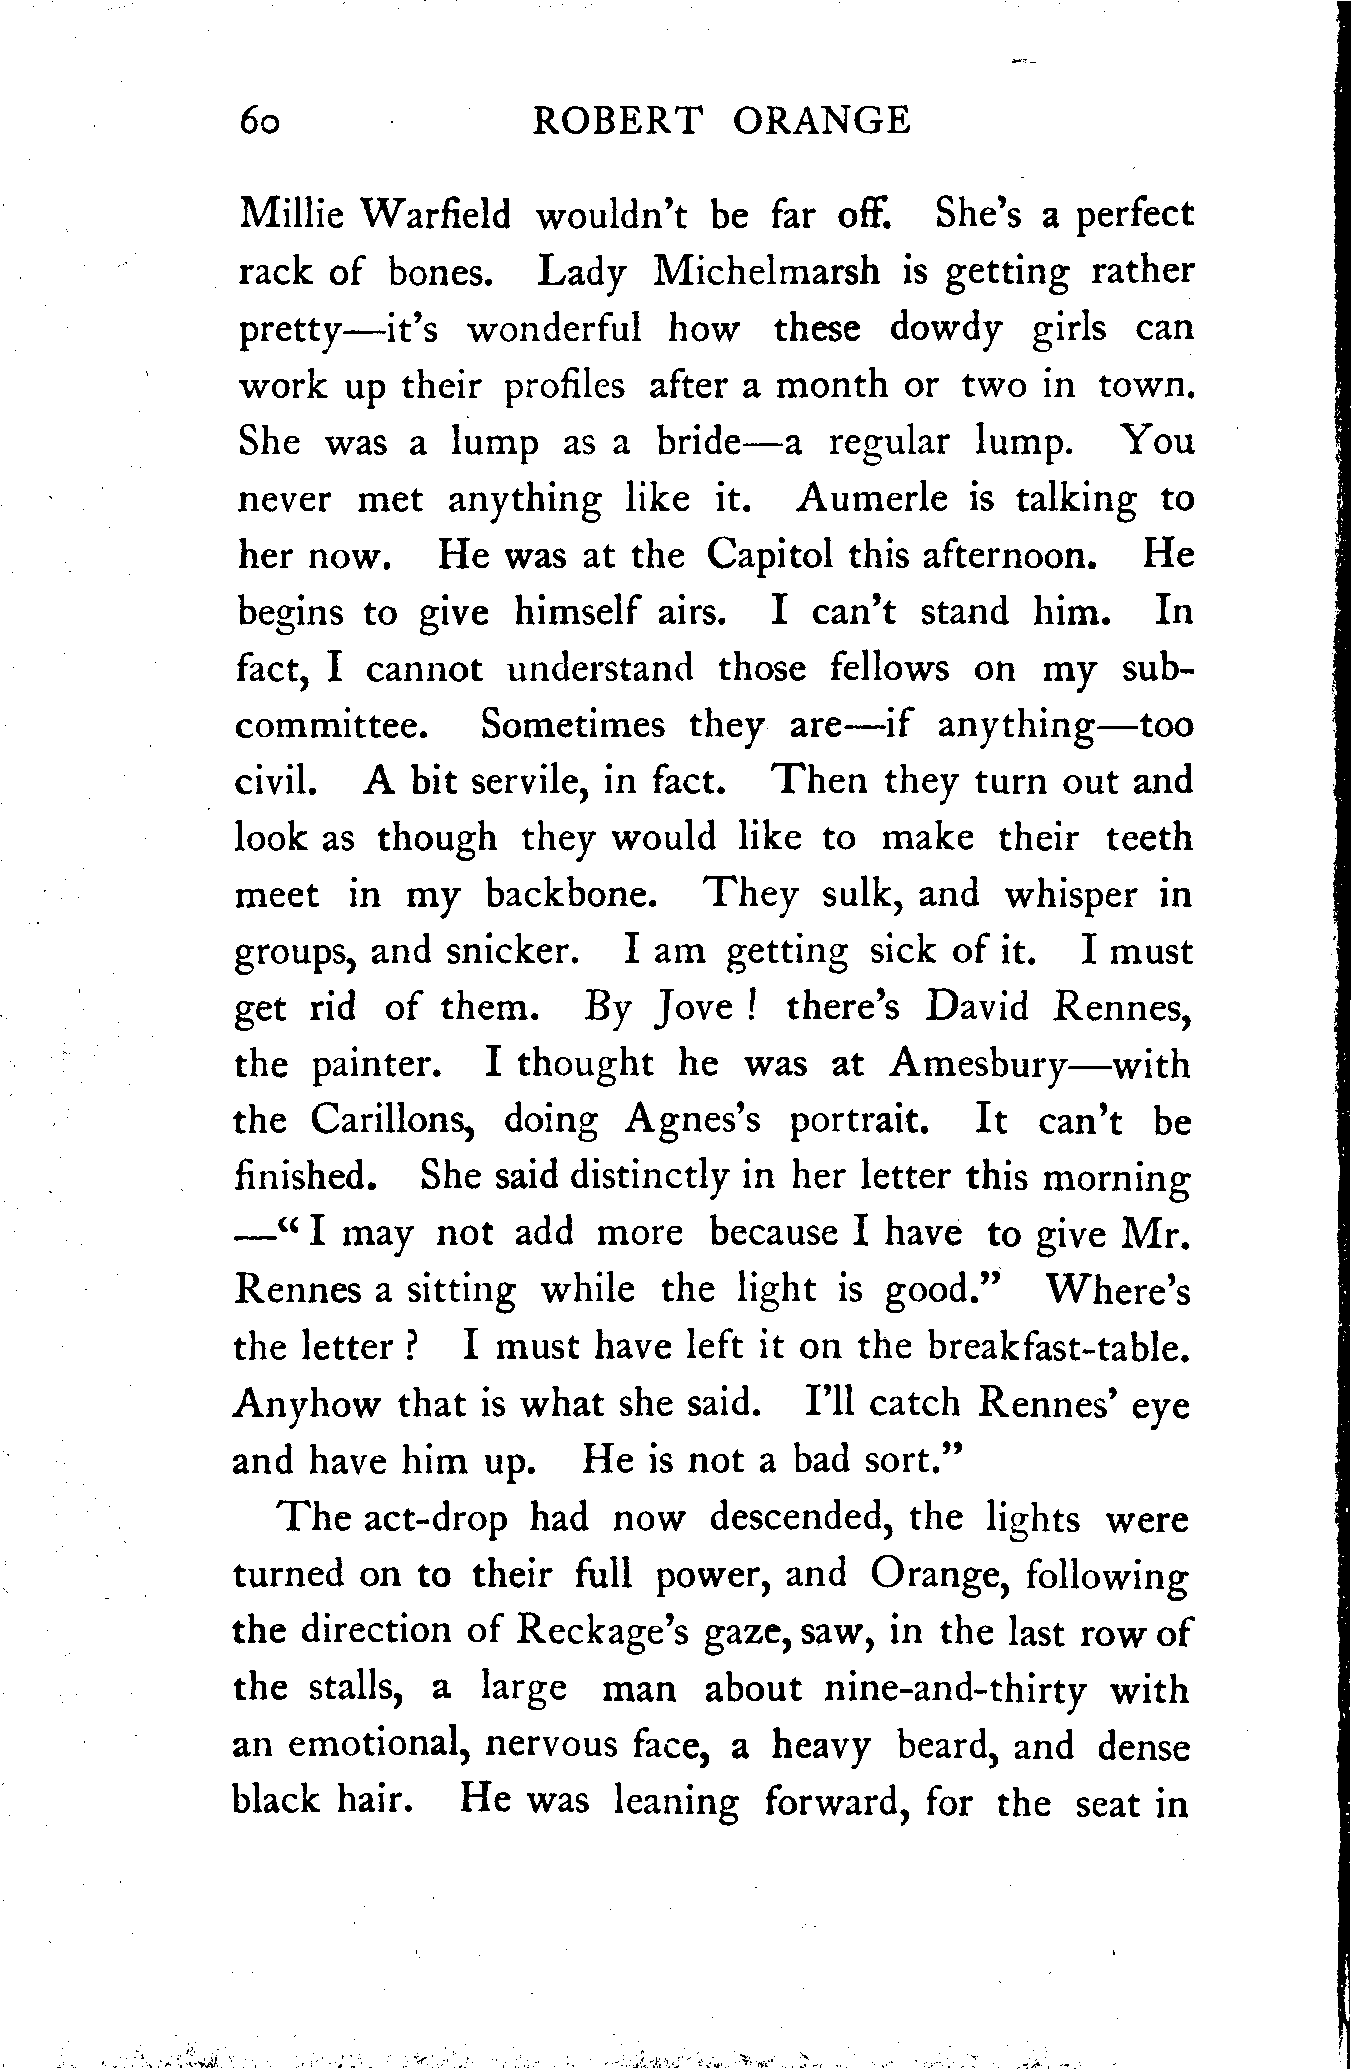 60 ROBERT ORANGE
Millie Warfield wouldn't be far off. She's a perfect
rack of bones. Lady Michelmarsh is getting rather
pretty—it's wonderful how these dowdy girls can
work up their profiles after a month or two in town.
She was a lump as a bride—a regular lump. You
never met anything like it. Aumerle is talking to
her now. He was at the Capitol this afternoon. He
begins to give himself airs. I can't stand him. In
fact, I cannot understand those fellows on my sub-
committee. Sometimes they are—if anything—too
civil. A bit servile, in fact. Then they turn out and
look as though they would like to make their teeth
meet in my backbone. They sulk, and whisper in
groups, and snicker. I am getting sick of it. I must
get rid of them. By Jove ! there's David Rennes,
the painter. I thought he was at Amesbury—with
the Carillons, doing Agnes's portrait. It can't be
finished. She said distinctly in her letter this morning
—“ I may not add more because I have to give Mr.
Rennes a sitting while the light is good.” Where's
the letter ? I must have left it on the breakfast-table.
Anyhow that is what she said. I'll catch Rennes' eye
and have him up. He is not a bad sort.”
The act-drop had now descended, the lights were
turned on to their full power, and Orange, following
the direction of Reckage's gaze, saw, in the last row of
the stalls, a large man about nine-and-thirty with
an emotional, nervous face, a heavy beard, and dense
black hair. He was leaning forward, for the seat in